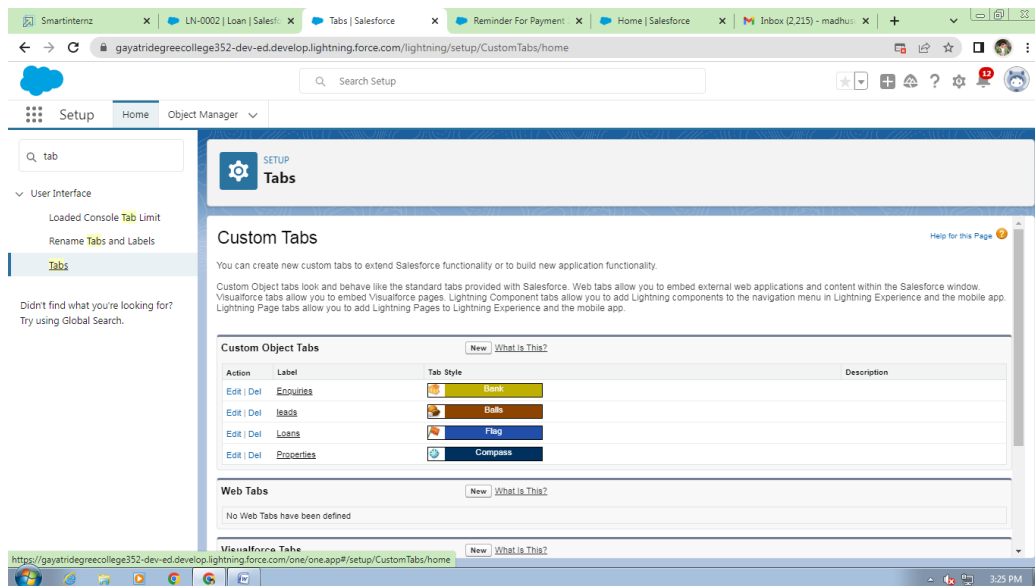 Smartinternz
LN-0002 | Loan | Salesfo
Tabs | Salesforce
Reminder For Payment
Home | Salesforce
Inbox (2,215) - madhus
gayatridegreecollege352-dev-ed.develop.lightning.force.com/lightning/setup/CustomTabs/home
Search Setup
12
Setup
Home
Object Manager
tab
User Interface
Loaded Console Tab Limit
Rename Tabs and Labels
Tabs
Didn't find what you're looking for?
Try using Global Search.
SETUP
Tabs
Custom Tabs
Help for this Page
You can create new custom tabs to extend Salesforce functionality or to build new application functionality.
Custom Object tabs look and behave like the standard tabs provided with Salesforce. Web tabs allow you to embed external web applications and content within the Salesforce window.
Visualforce tabs allow you to embed Visualforce pages. Lightning Component tabs allow you to add Lightning components to the navigation menu in Lightning Experience and the mobile app.
Lightning Page tabs allow you to add Lightning Pages to Lightning Experience and the mobile app.
Custom Object Tabs New What Is This?
Action Label Tab Style Description
Edit | Del Enquiries Bank
Edit | Del leads Balls
Edit | Del Loans Flag
Edit | Del Properties Compass
Web Tabs New What Is This?
No Web Tabs have been defined
Visualforce Tabs New What Is This?
https://gayatridegreecollege352-dev-ed.develop.lightning.force.com/one/one.app#/setup/CustomTabs/home
3:25 PM